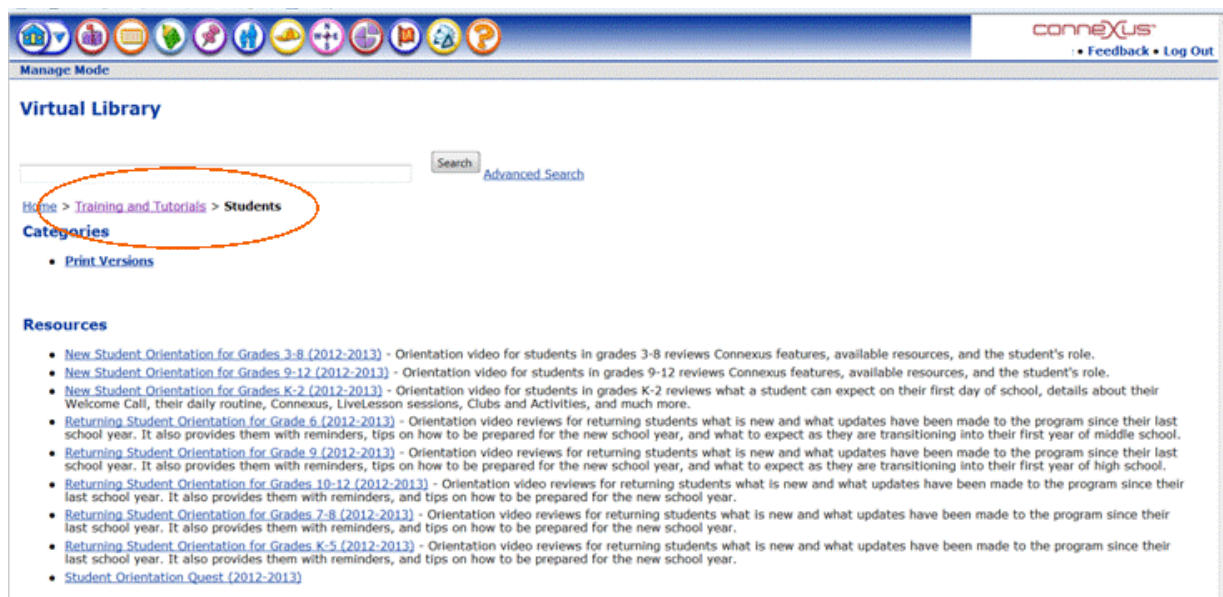 conneXus
• Feedback • Log Out
Manage Mode
Virtual Library
Search
Advanced Search
Home > Training and Tutorials > Students
Categories
• Print Versions
Resources
• New Student Orientation for Grades 3-8 (2012-2013) - Orientation video for students in grades 3-8 reviews Connexus features, available resources, and the student's role.
• New Student Orientation for Grades 9-12 (2012-2013) - Orientation video for students in grades 9-12 reviews Connexus features, available resources, and the student's role.
• New Student Orientation for Grades K-2 (2012-2013) - Orientation video for students in grades K-2 reviews what a student can expect on their first day of school, details about their
Welcome Call, their daily routine, Connexus, LiveLesson sessions, Clubs and Activities, and much more.
• Returning Student Orientation for Grade 6 (2012-2013) - Orientation video reviews for returning students what is new and what updates have been made to the program since their last
school year. It also provides them with reminders, tips on how to be prepared for the new school year, and what to expect as they are transitioning into their first year of middle school.
• Returning Student Orientation for Grade 9 (2012-2013) - Orientation video reviews for returning students what is new and what updates have been made to the program since their last
school year. It also provides them with reminders, tips on how to be prepared for the new school year, and what to expect as they are transitioning into their first year of high school.
• Returning Student Orientation for Grades 10-12 (2012-2013) - Orientation video reviews for returning students what is new and what updates have been made to the program since their
last school year. It also provides them with reminders, and tips on how to be prepared for the new school year.
• Returning Student Orientation for Grades 7-8 (2012-2013) - Orientation video reviews for returning students what is new and what updates have been made to the program since their
last school year. It also provides them with reminders, and tips on how to be prepared for the new school year.
• Returning Student Orientation for Grades K-5 (2012-2013) - Orientation video reviews for returning students what is new and what updates have been made to the program since their
last school year. It also provides them with reminders, and tips on how to be prepared for the new school year.
• Student Orientation Quest (2012-2013)